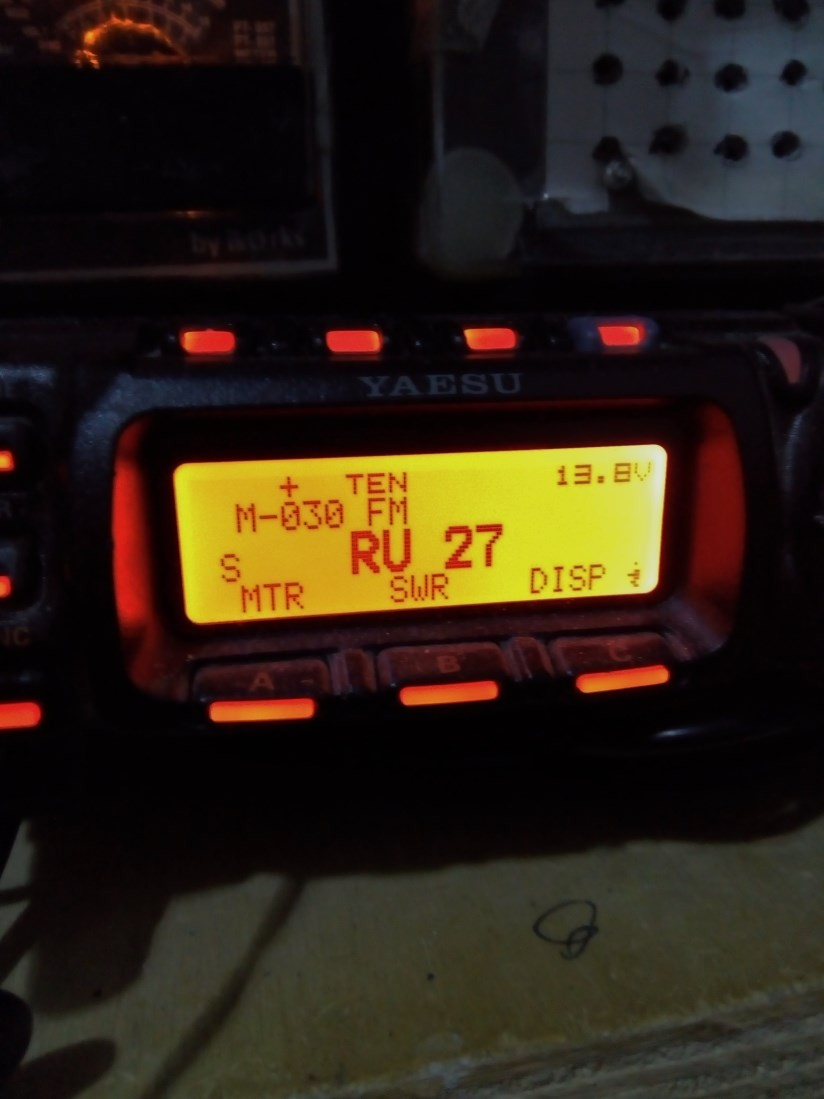 YAESU
+ TEN 13.8V
M-030 FM
RU 27
S
MTR SWR DISP
A B C